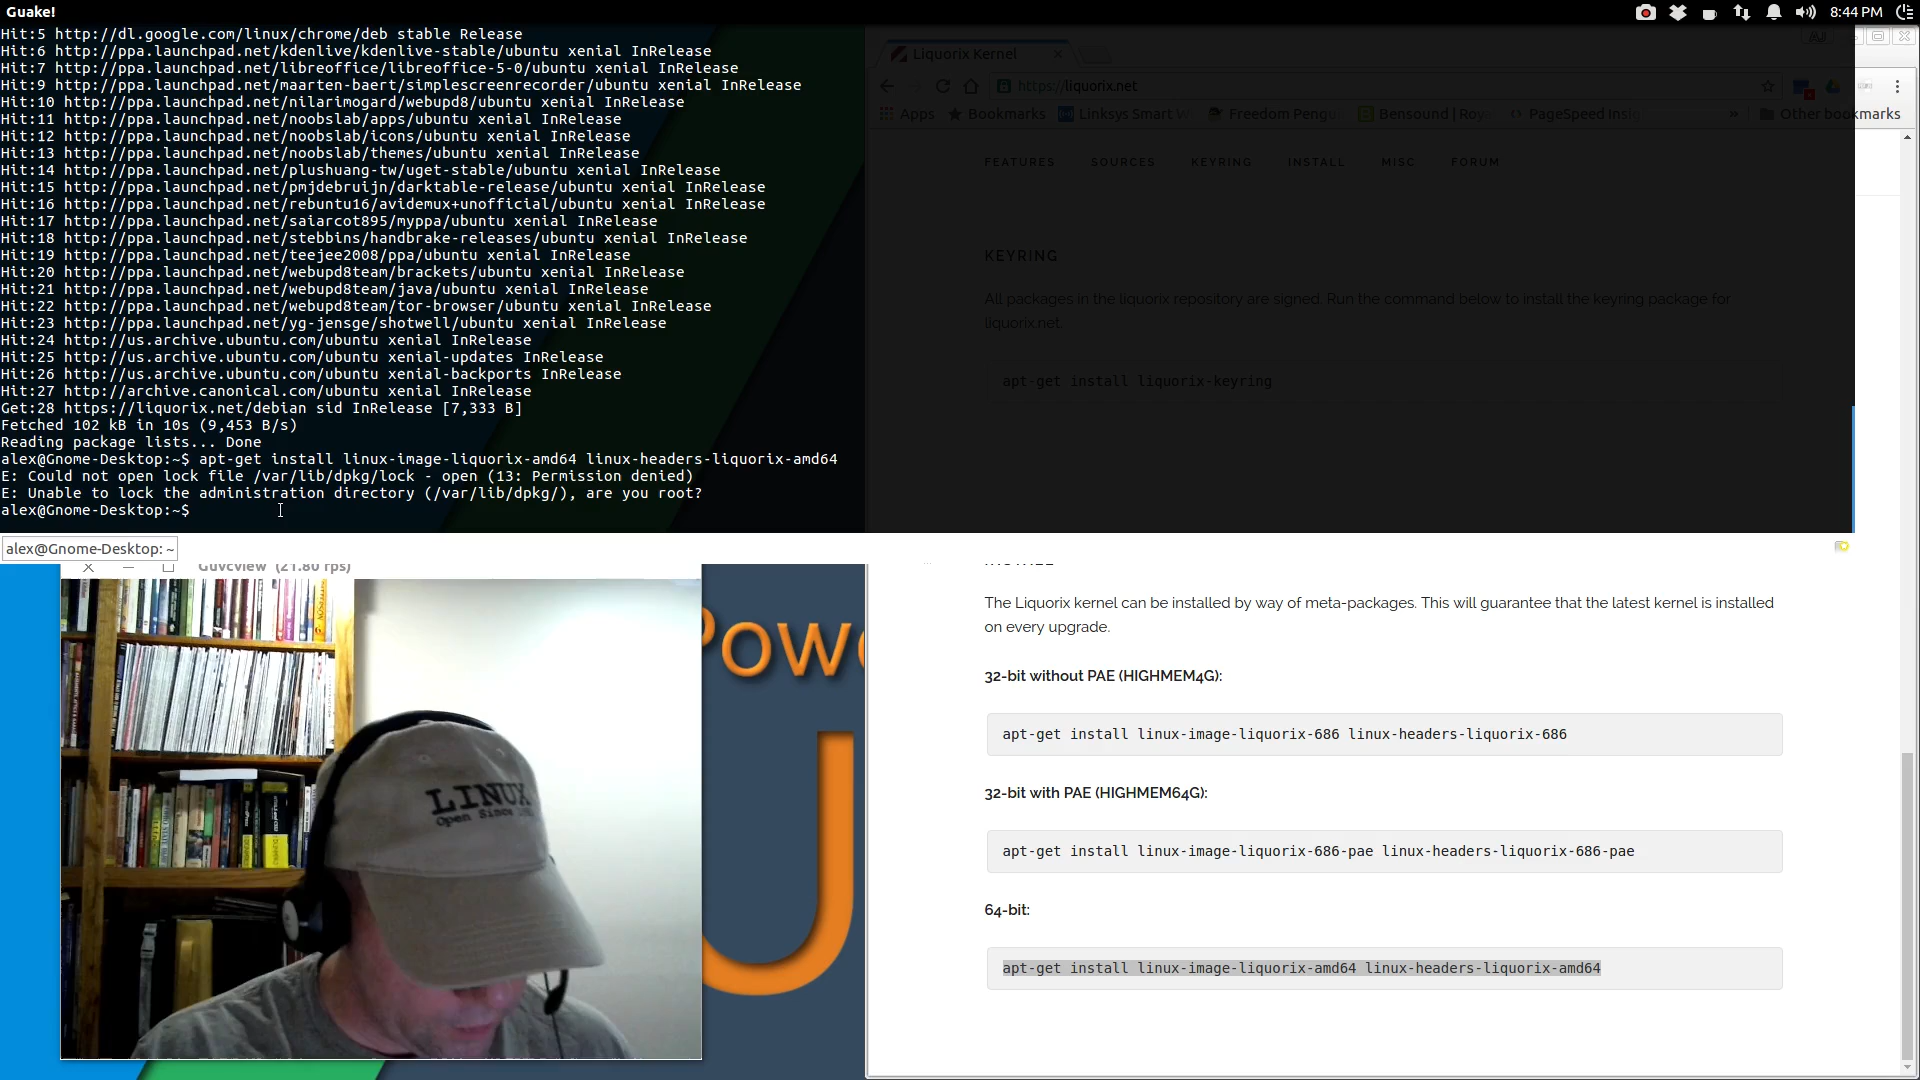 Guake!
8:44 PM
Hit:5 http://dl.google.com/linux/chrome/deb stable Release
Hit:6 http://ppa.launchpad.net/kdenlive/kdenlive-stable/ubuntu xenial InRelease
Hit:7 http://ppa.launchpad.net/libreoffice/libreoffice-5-0/ubuntu xenial InRelease
Hit:9 http://ppa.launchpad.net/maarten-baert/simplescreenrecorder/ubuntu xenial InRelease
Hit:10 http://ppa.launchpad.net/nilarimogard/webupd8/ubuntu xenial InRelease
Hit:11 http://ppa.launchpad.net/noobslab/apps/ubuntu xenial InRelease
Hit:12 http://ppa.launchpad.net/noobslab/icons/ubuntu xenial InRelease
Hit:13 http://ppa.launchpad.net/noobslab/themes/ubuntu xenial InRelease
Hit:14 http://ppa.launchpad.net/plushuang-tw/uget-stable/ubuntu xenial InRelease
Hit:15 http://ppa.launchpad.net/pmjdebruijn/darktable-release/ubuntu xenial InRelease
Hit:16 http://ppa.launchpad.net/rebuntu16/avidemux+unofficial/ubuntu xenial InRelease
Hit:17 http://ppa.launchpad.net/saiarcot895/myppa/ubuntu xenial InRelease
Hit:18 http://ppa.launchpad.net/stebbins/handbrake-releases/ubuntu xenial InRelease
Hit:19 http://ppa.launchpad.net/teejee2008/ppa/ubuntu xenial InRelease
Hit:20 http://ppa.launchpad.net/webupd8team/brackets/ubuntu xenial InRelease
Hit:21 http://ppa.launchpad.net/webupd8team/java/ubuntu xenial InRelease
Hit:22 http://ppa.launchpad.net/webupd8team/tor-browser/ubuntu xenial InRelease
Hit:23 http://ppa.launchpad.net/yg-jensge/shotwell/ubuntu xenial InRelease
Hit:24 http://us.archive.ubuntu.com/ubuntu xenial InRelease
Hit:25 http://us.archive.ubuntu.com/ubuntu xenial-updates InRelease
Hit:26 http://us.archive.ubuntu.com/ubuntu xenial-backports InRelease
Hit:27 http://archive.canonical.com/ubuntu xenial InRelease
Get:28 https://liquorix.net/debian sid InRelease [7,333 B]
Fetched 102 kB in 10s (9,453 B/s)
Reading package lists... Done
alex@Gnome-Desktop:~$ apt-get install linux-image-liquorix-amd64 linux-headers-liquorix-amd64
E: Could not open lock file /var/lib/dpkg/lock - open (13: Permission denied)
E: Unable to lock the administration directory (/var/lib/dpkg/), are you root?
alex@Gnome-Desktop:~$
alex@Gnome-Desktop: ~
Liquorix Kernel
https://liquorix.net
Apps Bookmarks Linksys Smart W Freedom Pengu Bensound | Roy PageSpeed Insig » Other bookmarks
FEATURES SOURCES KEYRING INSTALL MISC FORUM
KEYRING
All packages in the liquorix repository are signed. Run the command below to install the keyring package for
liquorix.net.
apt-get install liquorix-keyring
Guvcview (21.80 rps)
LINUX
Open Since
Powe
U
The Liquorix kernel can be installed by way of meta-packages. This will guarantee that the latest kernel is installed
on every upgrade.
32-bit without PAE (HIGHMEM4G):
apt-get install linux-image-liquorix-686 linux-headers-liquorix-686
32-bit with PAE (HIGHMEM64G):
apt-get install linux-image-liquorix-686-pae linux-headers-liquorix-686-pae
64-bit:
apt-get install linux-image-liquorix-amd64 linux-headers-liquorix-amd64